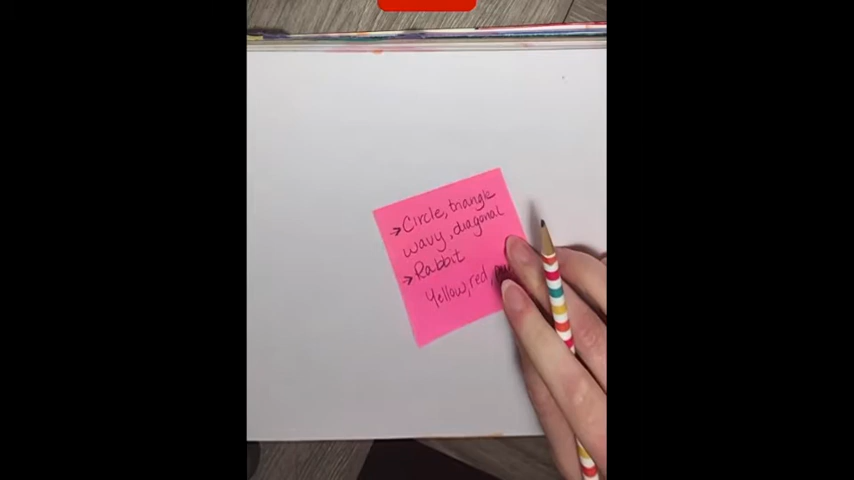 →Circle, triangle
wavy, diagonal
→Rabbit
Yellow, red,